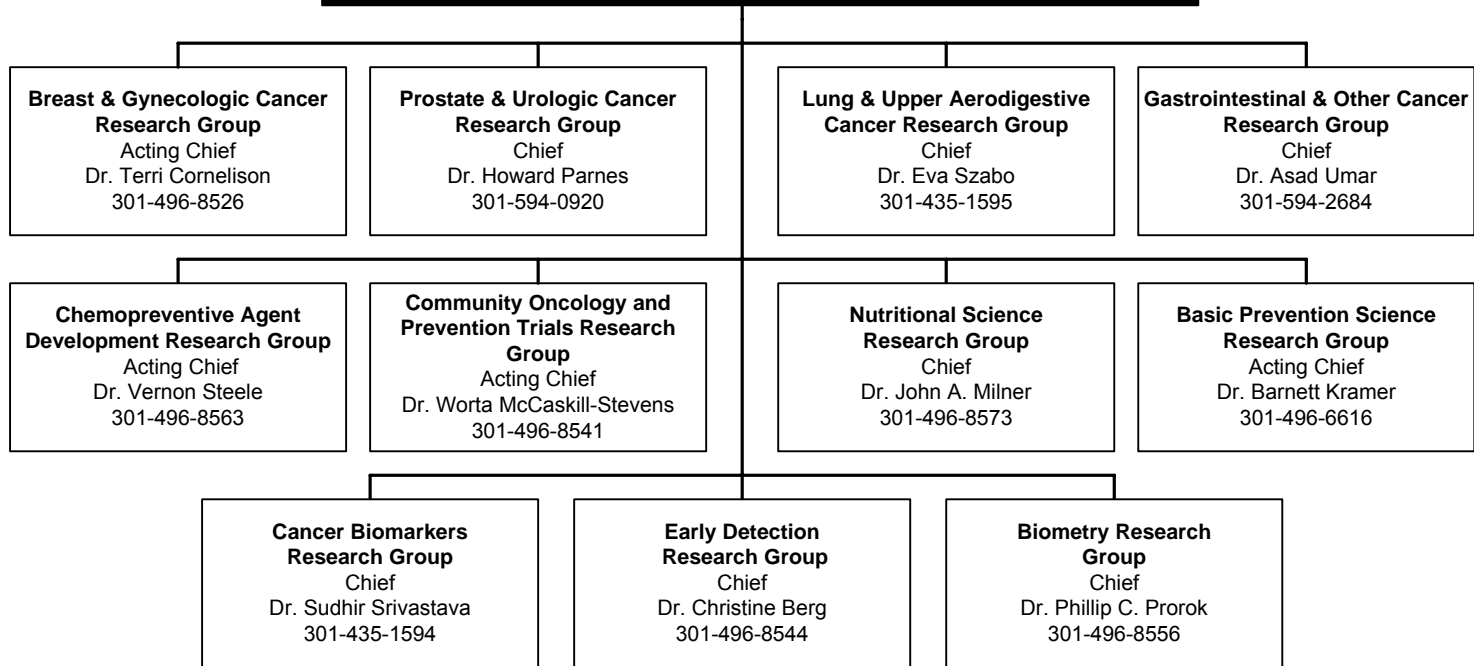 Breast & Gynecologic Cancer
Research Group
Acting Chief
Dr. Terri Cornelison
301-496-8526
Prostate & Urologic Cancer
Research Group
Chief
Dr. Howard Parnes
301-594-0920
Lung & Upper Aerodigestive
Cancer Research Group
Chief
Dr. Eva Szabo
301-435-1595
Gastrointestinal & Other Cancer
Research Group
Chief
Dr. Asad Umar
301-594-2684
Chemopreventive Agent
Development Research Group
Acting Chief
Dr. Vernon Steele
301-496-8563
Community Oncology and
Prevention Trials Research
Group
Acting Chief
Dr. Worta McCaskill-Stevens
301-496-8541
Nutritional Science
Research Group
Chief
Dr. John A. Milner
301-496-8573
Basic Prevention Science
Research Group
Acting Chief
Dr. Barnett Kramer
301-496-6616
Cancer Biomarkers
Research Group
Chief
Dr. Sudhir Srivastava
301-435-1594
Early Detection
Research Group
Chief
Dr. Christine Berg
301-496-8544
Biometry Research
Group
Chief
Dr. Phillip C. Prorok
301-496-8556